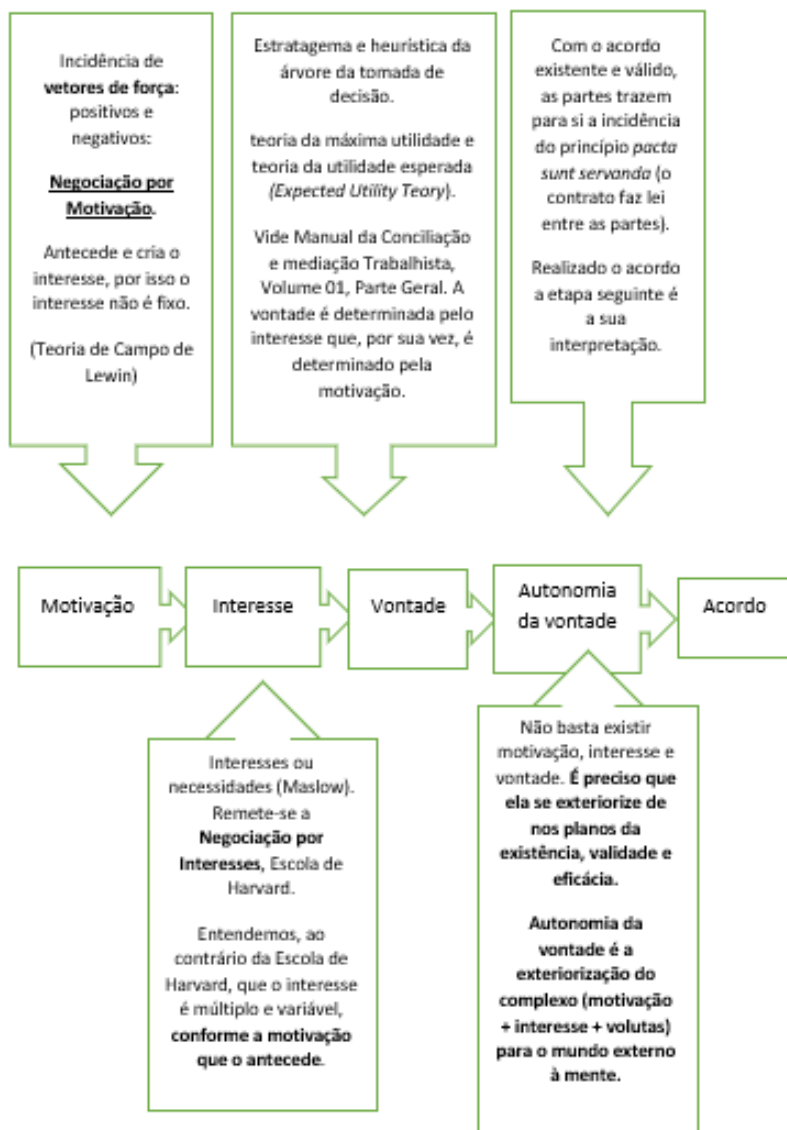 Incidência de
vetores de força:
positivos e
negativos:
Negociação por
Motivação.
Antecede e cria o
interesse, por isso o
interesse não é fixo.
(Teoria de Campo de
Lewin)
Estratagema e heurística da
árvore da tomada de
decisão.
teoria da máxima utilidade e
teoria da utilidade esperada
(Expected Utility Teory).
Vide Manual da Conciliação
e mediação Trabalhista,
Volume 01, Parte Geral. A
vontade é determinada pelo
interesse que, por sua vez, é
determinado pela
motivação.
Com o acordo
existente e válido,
as partes trazem
para si a incidência
do princípio pacta
sunt servanda (o
contrato faz lei
entre as partes).
Realizado o acordo
a etapa seguinte é
a sua
interpretação.
Motivação
Interesse
Vontade
Autonomia
da vontade
Acordo
Interesses ou
necessidades (Maslow).
Remete-se a
Negociação por
Interesses, Escola de
Harvard.
Entendemos, ao
contrário da Escola de
Harvard, que o interesse
é múltiplo e variável,
conforme a motivação
que o antecede.
Não basta existir
motivação, interesse e
vontade. É preciso que
ela se exteriorize de
nos planos da
existência, validade e
eficácia.
Autonomia da
vontade é a
exteriorização do
complexo (motivação
+ interesse + volutas)
para o mundo externo
à mente.